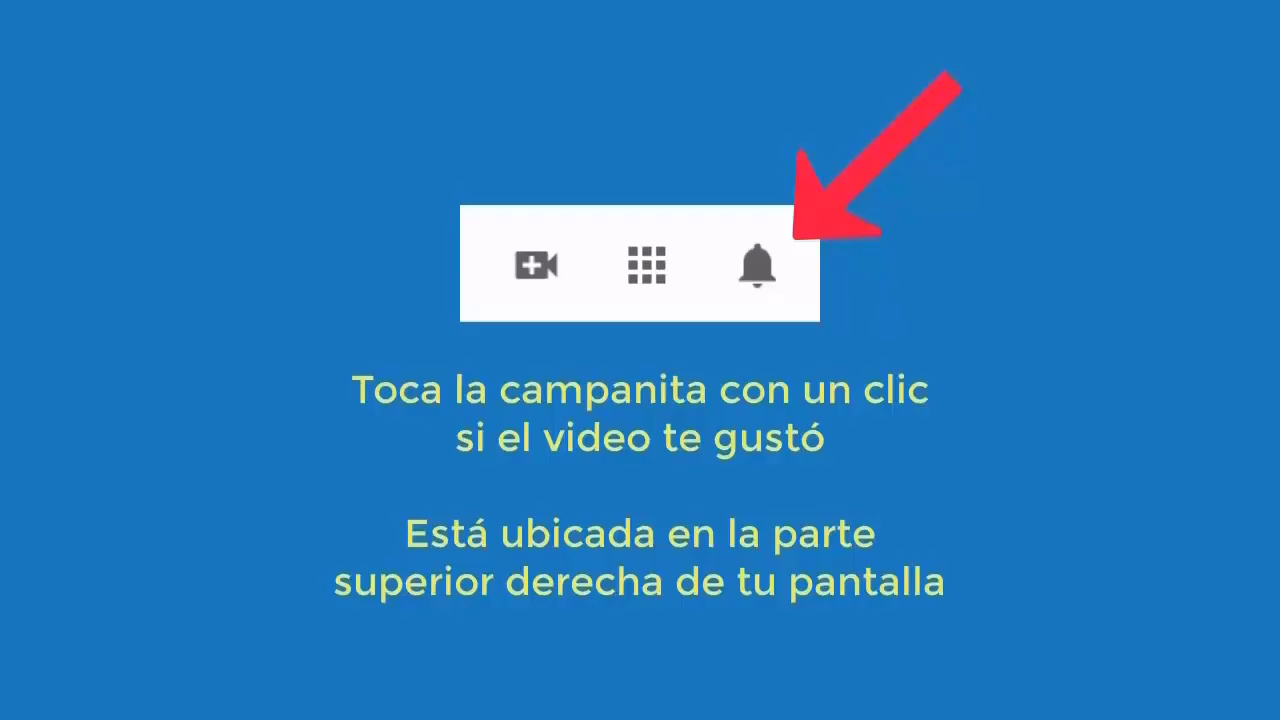 Toca la campanita con un clic
si el video te gustó
Está ubicada en la parte
superior derecha de tu pantalla